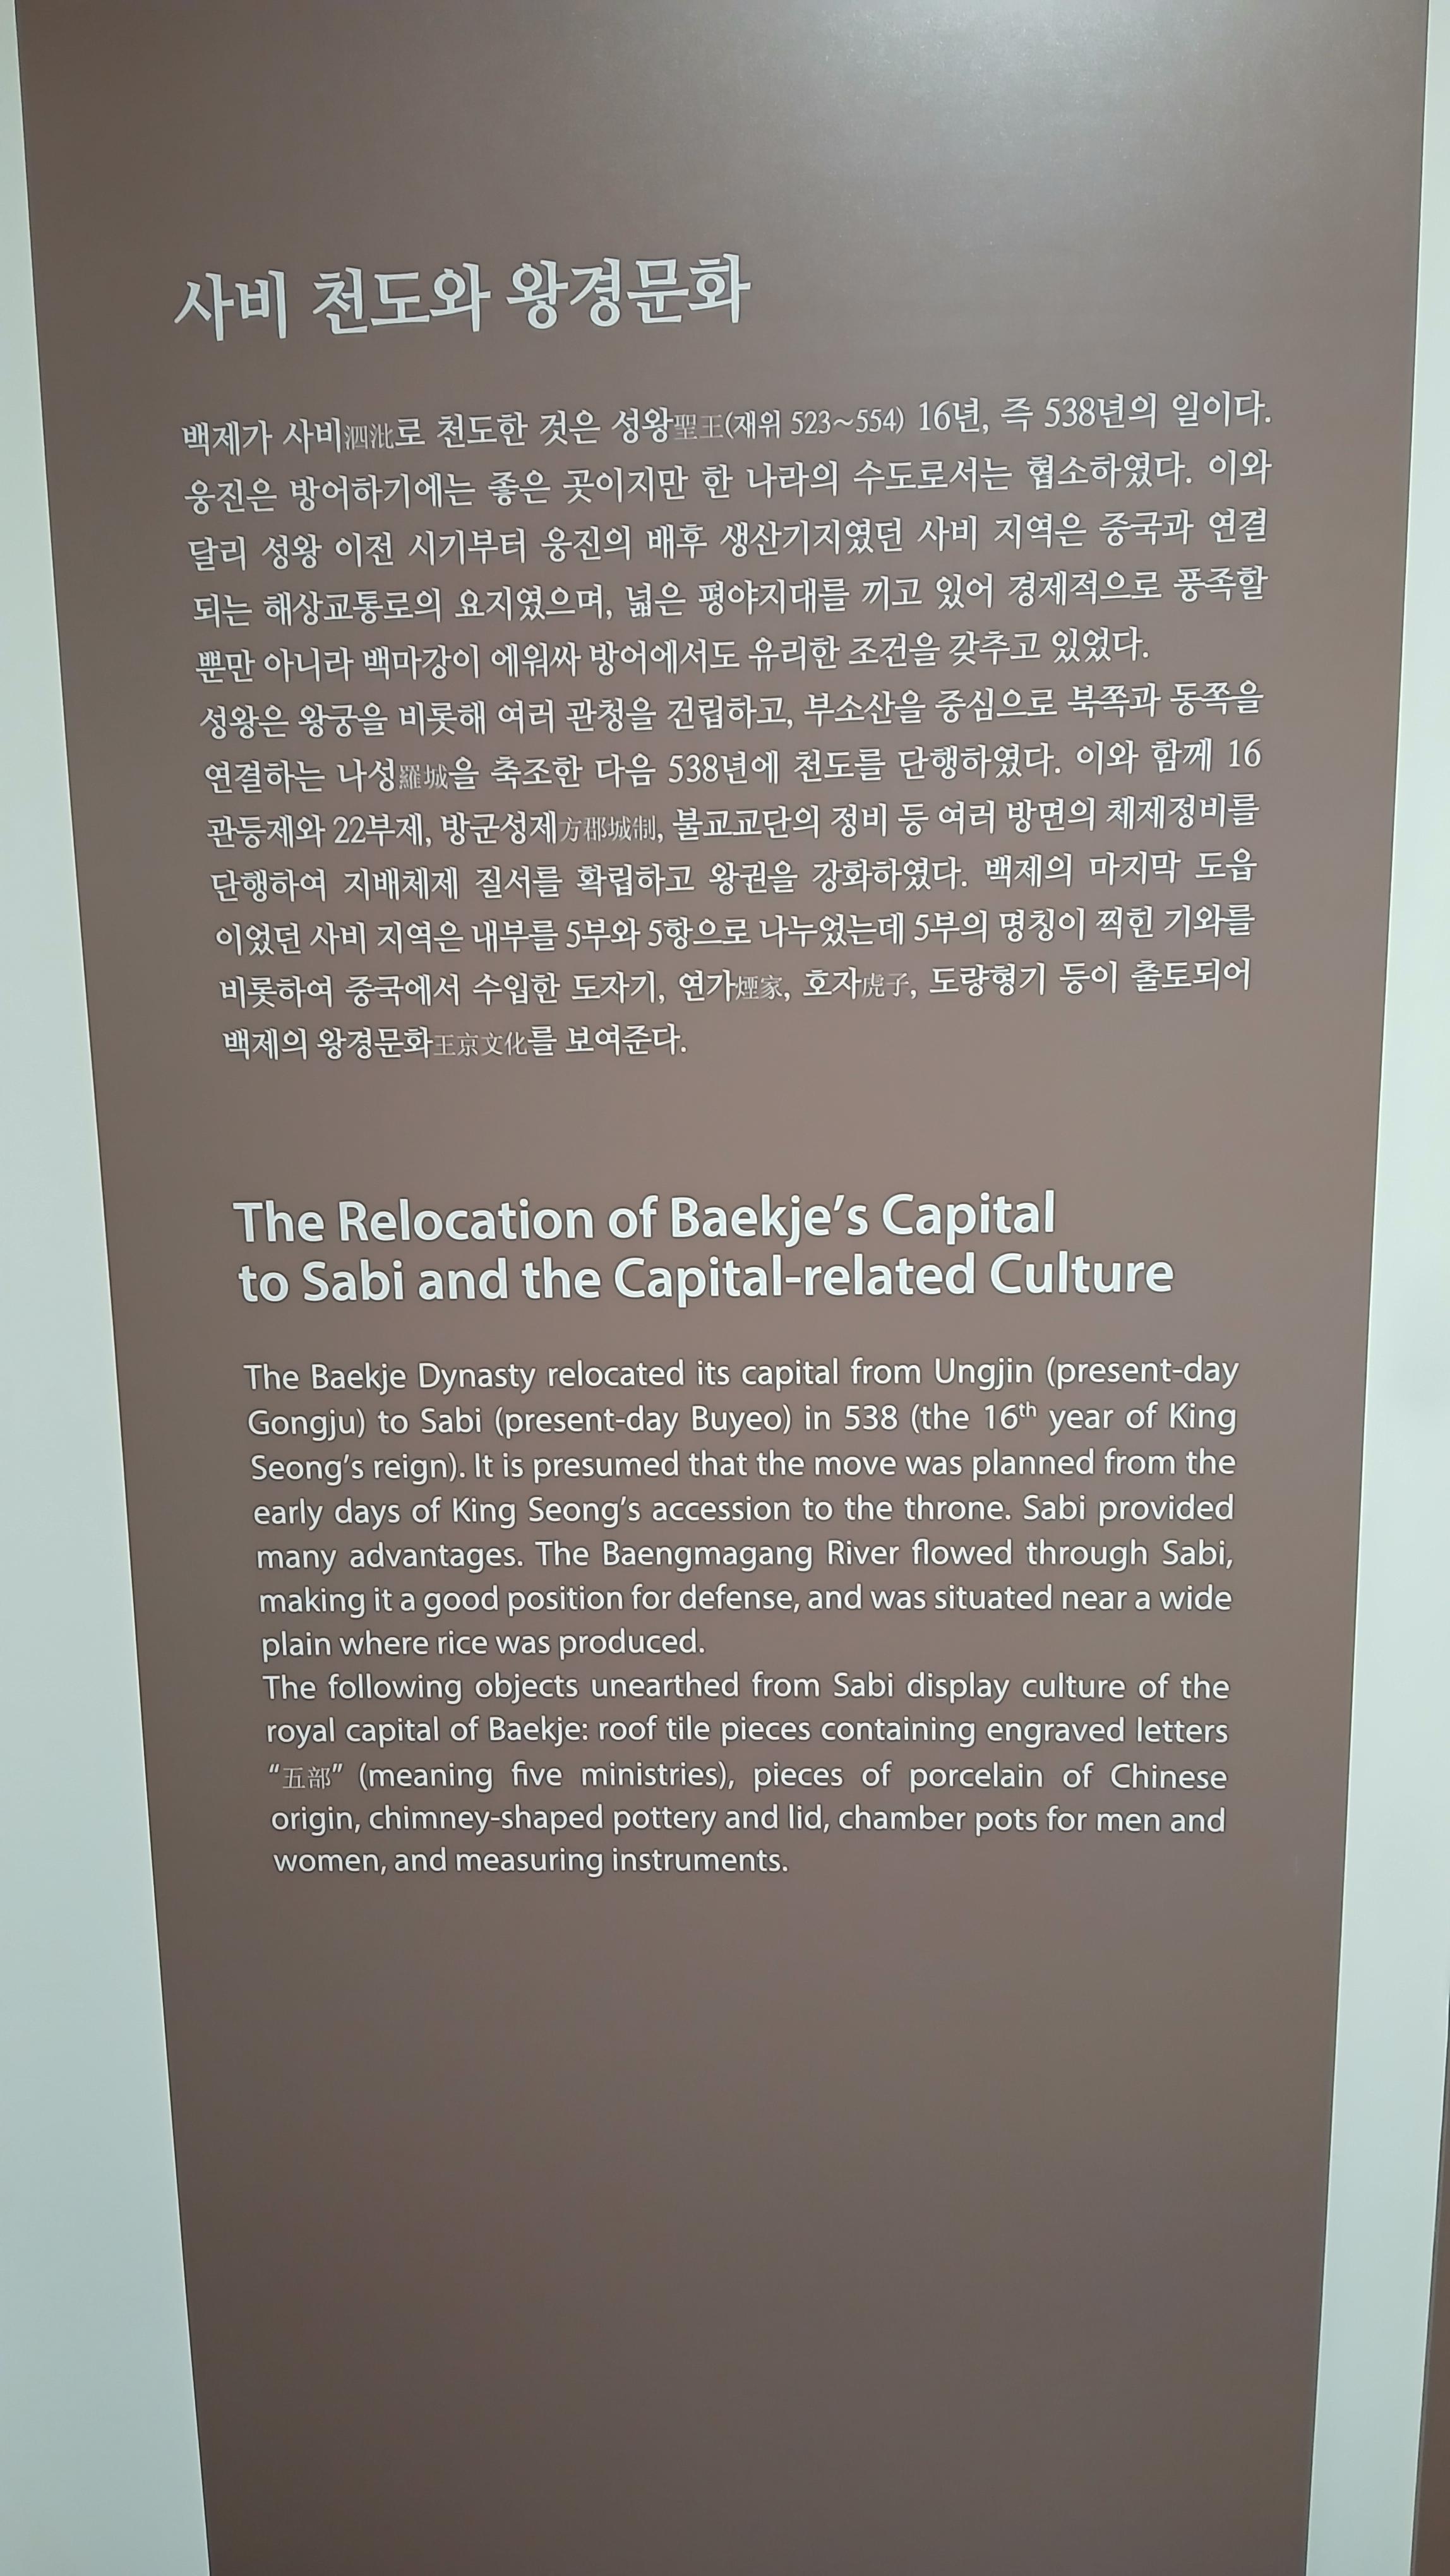 사비 천도와 왕경문화
백제가 사비泗沘로 천도한 것은 성왕聖王(재위 523~554) 16년, 즉 538년의 일이다.
웅진은 방어하기에는 좋은 곳이지만 한 나라의 수도로서는 협소하였다. 이와
달리 성왕 이전 시기부터 웅진의 배후 생산기지였던 사비 지역은 중국과 연결
되는 해상교통로의 요지였으며, 넓은 평야지대를 끼고 있어 경제적으로 풍족할
뿐만 아니라 백마강이 에워싸 방어에서도 유리한 조건을 갖추고 있었다.
성왕은 왕궁을 비롯해 여러 관청을 건립하고, 부소산을 중심으로 북쪽과 동쪽을
연결하는 나성羅城을 축조한 다음 538년에 천도를 단행하였다. 이와 함께 16
관등제와 22부제, 방군성제方郡城制, 불교교단의 정비 등 여러 방면의 체제정비를
단행하여 지배체제 질서를 확립하고 왕권을 강화하였다. 백제의 마지막 도읍
이었던 사비 지역은 내부를 5부와 5항으로 나누었는데 5부의 명칭이 찍힌 기와를
비롯하여 중국에서 수입한 도자기, 연가煙家, 호자虎子, 도량형기 등이 출토되어
백제의 왕경문화王京文化를 보여준다.
The Relocation of Baekje’s Capital
to Sabi and the Capital-related Culture
The Baekje Dynasty relocated its capital from Ungjin (present-day
Gongju) to Sabi (present-day Buyeo) in 538 (the 16th year of King
Seong’s reign). It is presumed that the move was planned from the
early days of King Seong’s accession to the throne. Sabi provided
many advantages. The Baengmagang River flowed through Sabi,
making it a good position for defense, and was situated near a wide
plain where rice was produced.
The following objects unearthed from Sabi display culture of the
royal capital of Baekje: roof tile pieces containing engraved letters
“五部” (meaning five ministries), pieces of porcelain of Chinese
origin, chimney-shaped pottery and lid, chamber pots for men and
women, and measuring instruments.